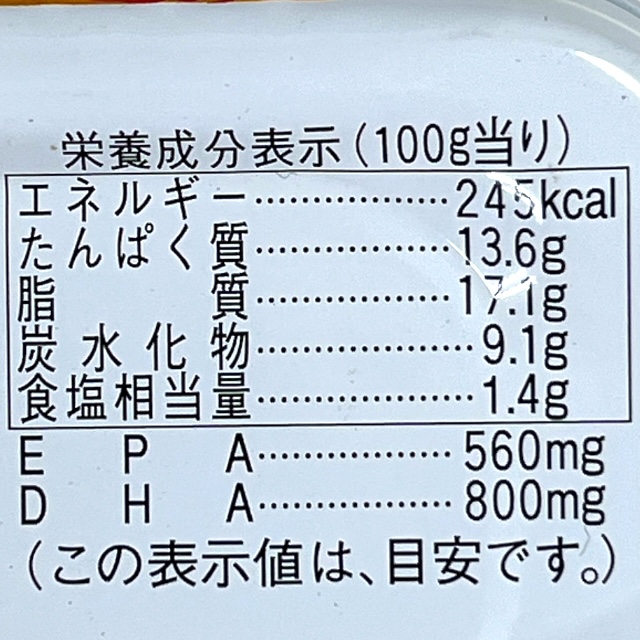 栄養成分表示(100g当り)
エネルギー………………245kcal
たんぱく質………………13.6g
脂質………………17.1g
炭水化物………………9.1g
食塩相当量………………1.4g
EPA………………560mg
DHA………………800mg
(この表示値は、目安です。)